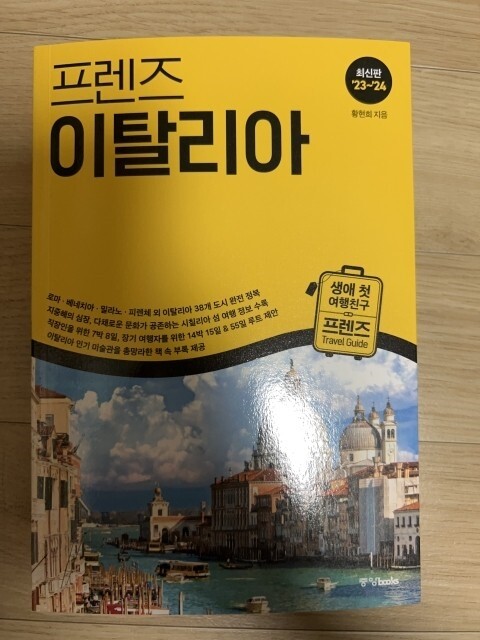 프렌즈
이탈리아
최신판
'23~'24
황현희 지음
생애 첫
여행친구
프렌즈
Travel Guide
로마·베네치아·밀라노·피렌체 외 이탈리아 38개 도시 완전 정복
지중해의 심장, 다채로운 문화가 공존하는 시칠리아 섬 여행 정보 수록
직장인을 위한 7박 8일, 장기 여행자를 위한 14박 15일 & 55일 루트 제안
이탈리아 인기 미술관을 총망라한 책 속 부록 제공
중앙books